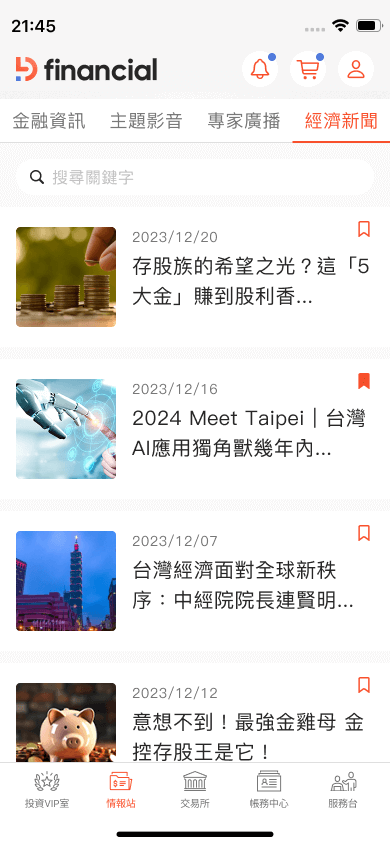 21:45
financial
金融資訊 主題影音 專家廣播 經濟新聞
搜尋關鍵字
2023/12/20
存股族的希望之光？這「5
大金」賺到股利香...
2023/12/16
2024 Meet Taipei｜台灣
AI應用獨角獸幾年內...
2023/12/07
台灣經濟面對全球新秩
序：中經院院長連賢明...
2023/12/12
意想不到！最強金雞母 金
控存股王是它！
投資VIP室 情報站 交易所 帳務中心 服務台